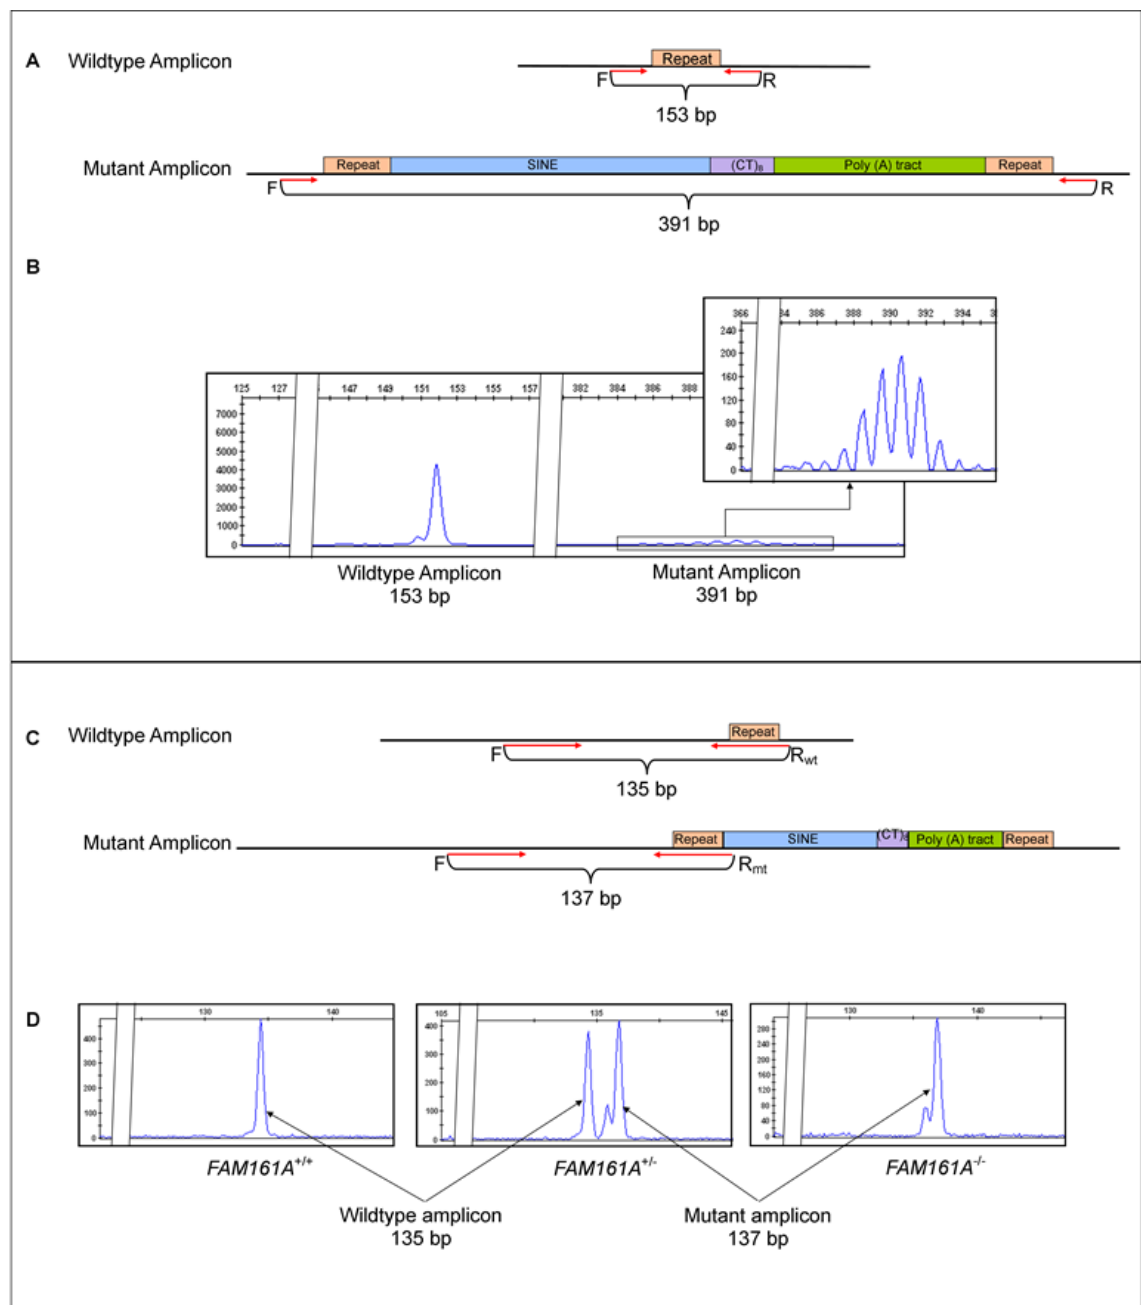 A Wildtype Amplicon
Repeat
F R
153 bp
Mutant Amplicon
Repeat SINE (CT)₈ Poly (A) tract Repeat
F R
391 bp
B
366 34 386 388 390 392 394
240
200
160
120
80
40
0
125 127 147 149 151 153 155 157 382 384 386 388
7000
6000
5000
4000
3000
2000
1000
0
Wildtype Amplicon Mutant Amplicon
153 bp 391 bp
C Wildtype Amplicon
Repeat
F Rwt
135 bp
Mutant Amplicon
Repeat SINE (CT) Poly (A) tract Repeat
F Rmt
137 bp
D
130 140
400
300
200
100
0
105 135 145
400
300
200
100
0
130 140
280
240
200
160
120
80
40
0
FAM161A+/+ FAM161A+/- FAM161A-/-
Wildtype amplicon Mutant amplicon
135 bp 137 bp